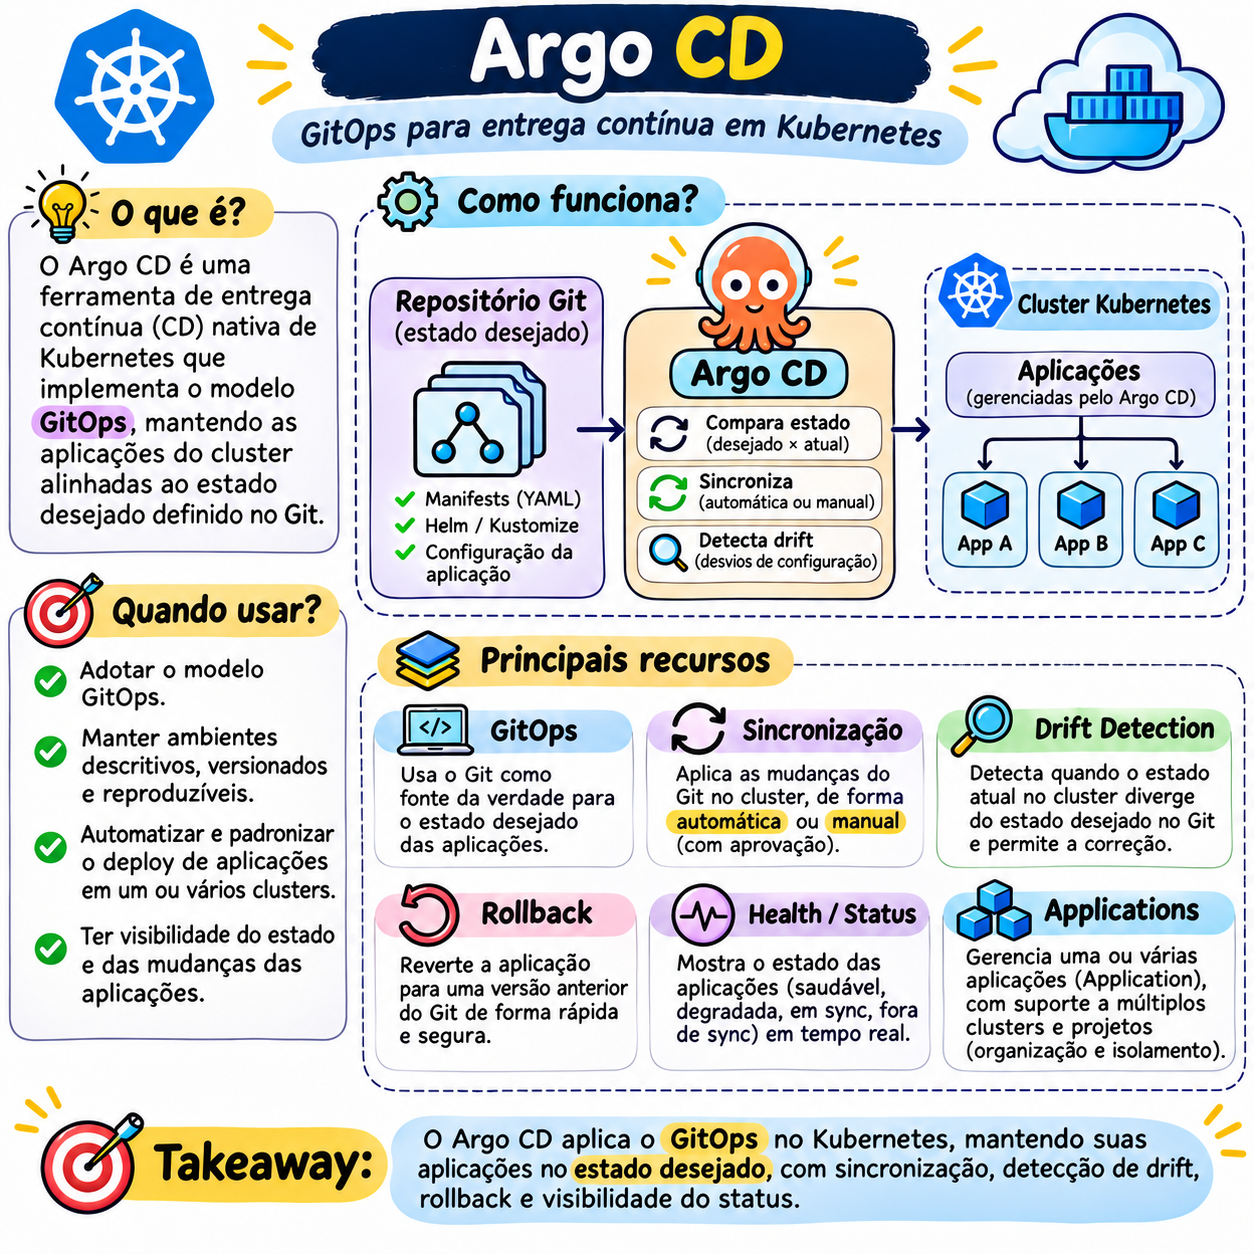 Argo CD
GitOps para entrega contínua em Kubernetes
O que é?
O Argo CD é uma
ferramenta de entrega
contínua (CD) nativa de
Kubernetes que
implementa o modelo
GitOps, mantendo as
aplicações do cluster
alinhadas ao estado
desejado definido no Git.
Como funciona?
Repositório Git
(estado desejado)
Manifests (YAML)
Helm / Kustomize
Configuração da
aplicação
Argo CD
Compara estado
(desejado × atual)
Sincroniza
(automática ou manual)
Detecta drift
(desvios de configuração)
Cluster Kubernetes
Aplicações
(gerenciadas pelo Argo CD)
App A
App B
App C
Quando usar?
Adotar o modelo
GitOps.
Manter ambientes
descritivos, versionados
e reproduzíveis.
Automatizar e padronizar
o deploy de aplicações
em um ou vários clusters.
Ter visibilidade do estado
e das mudanças das
aplicações.
Principais recursos
</>
GitOps
Usa o Git como
fonte da verdade para
o estado desejado
das aplicações.
Sincronização
Aplica as mudanças do
Git no cluster, de forma
automática ou manual
(com aprovação).
Drift Detection
Detecta quando o estado
atual no cluster diverge
do estado desejado no Git
e permite a correção.
Rollback
Reverte a aplicação
para uma versão anterior
do Git de forma rápida
e segura.
Health / Status
Mostra o estado das
aplicações (saudável,
degradada, em sync, fora
de sync) em tempo real.
Applications
Gerencia uma ou várias
aplicações (Application),
com suporte a múltiplos
clusters e projetos
(organização e isolamento).
Takeaway:
O Argo CD aplica o GitOps no Kubernetes, mantendo suas
aplicações no estado desejado, com sincronização, detecção de drift,
rollback e visibilidade do status.